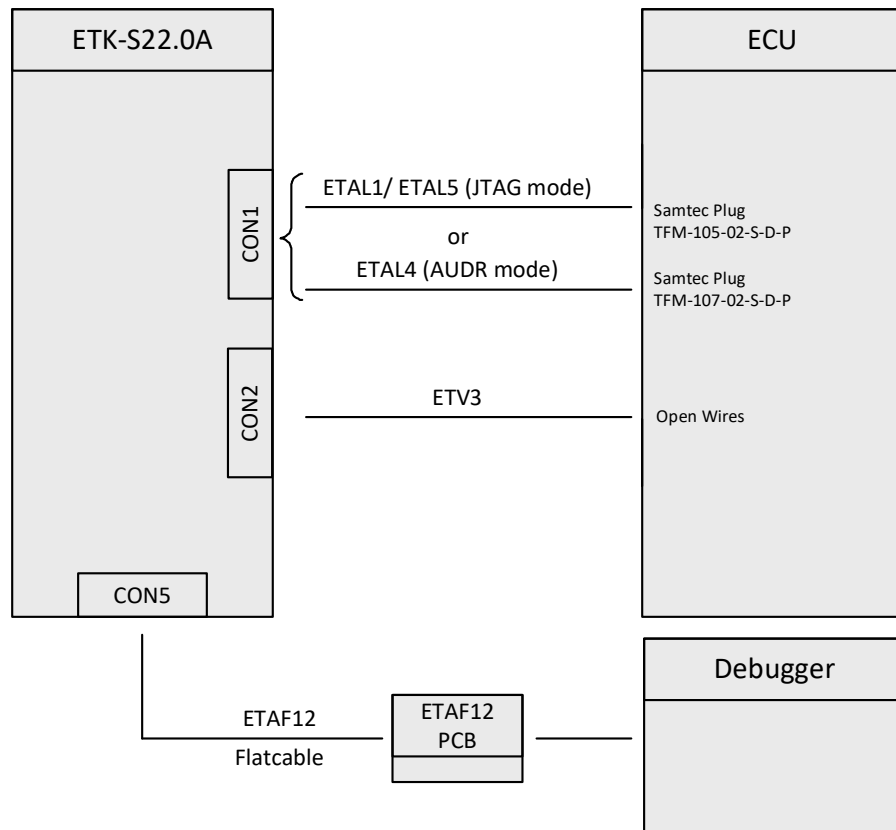 ETK-S22.0A
ECU
CON1
ETAL1/ ETAL5 (JTAG mode)
or
ETAL4 (AUDR mode)
Samtec Plug
TFM-105-02-S-D-P
Samtec Plug
TFM-107-02-S-D-P
CON2
ETV3
Open Wires
CON5
ETAF12
Flatcable
ETAF12
PCB
Debugger